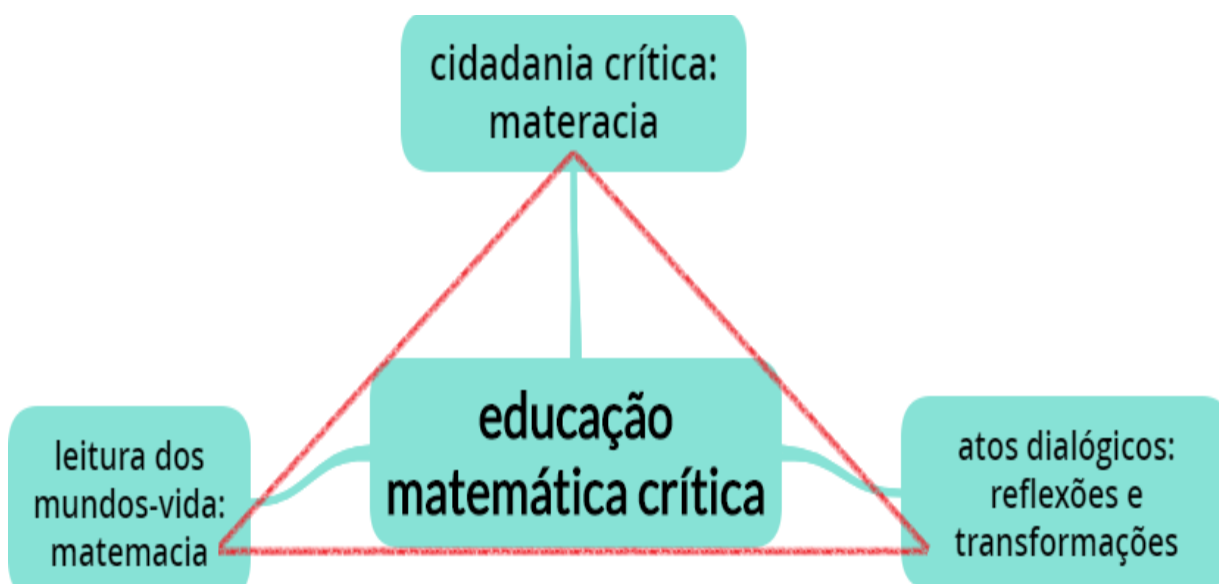 cidadania crítica:
materacia
educação
matemática crítica
leitura dos
mundos-vida:
matemacia
atos dialógicos:
reflexões e
transformações